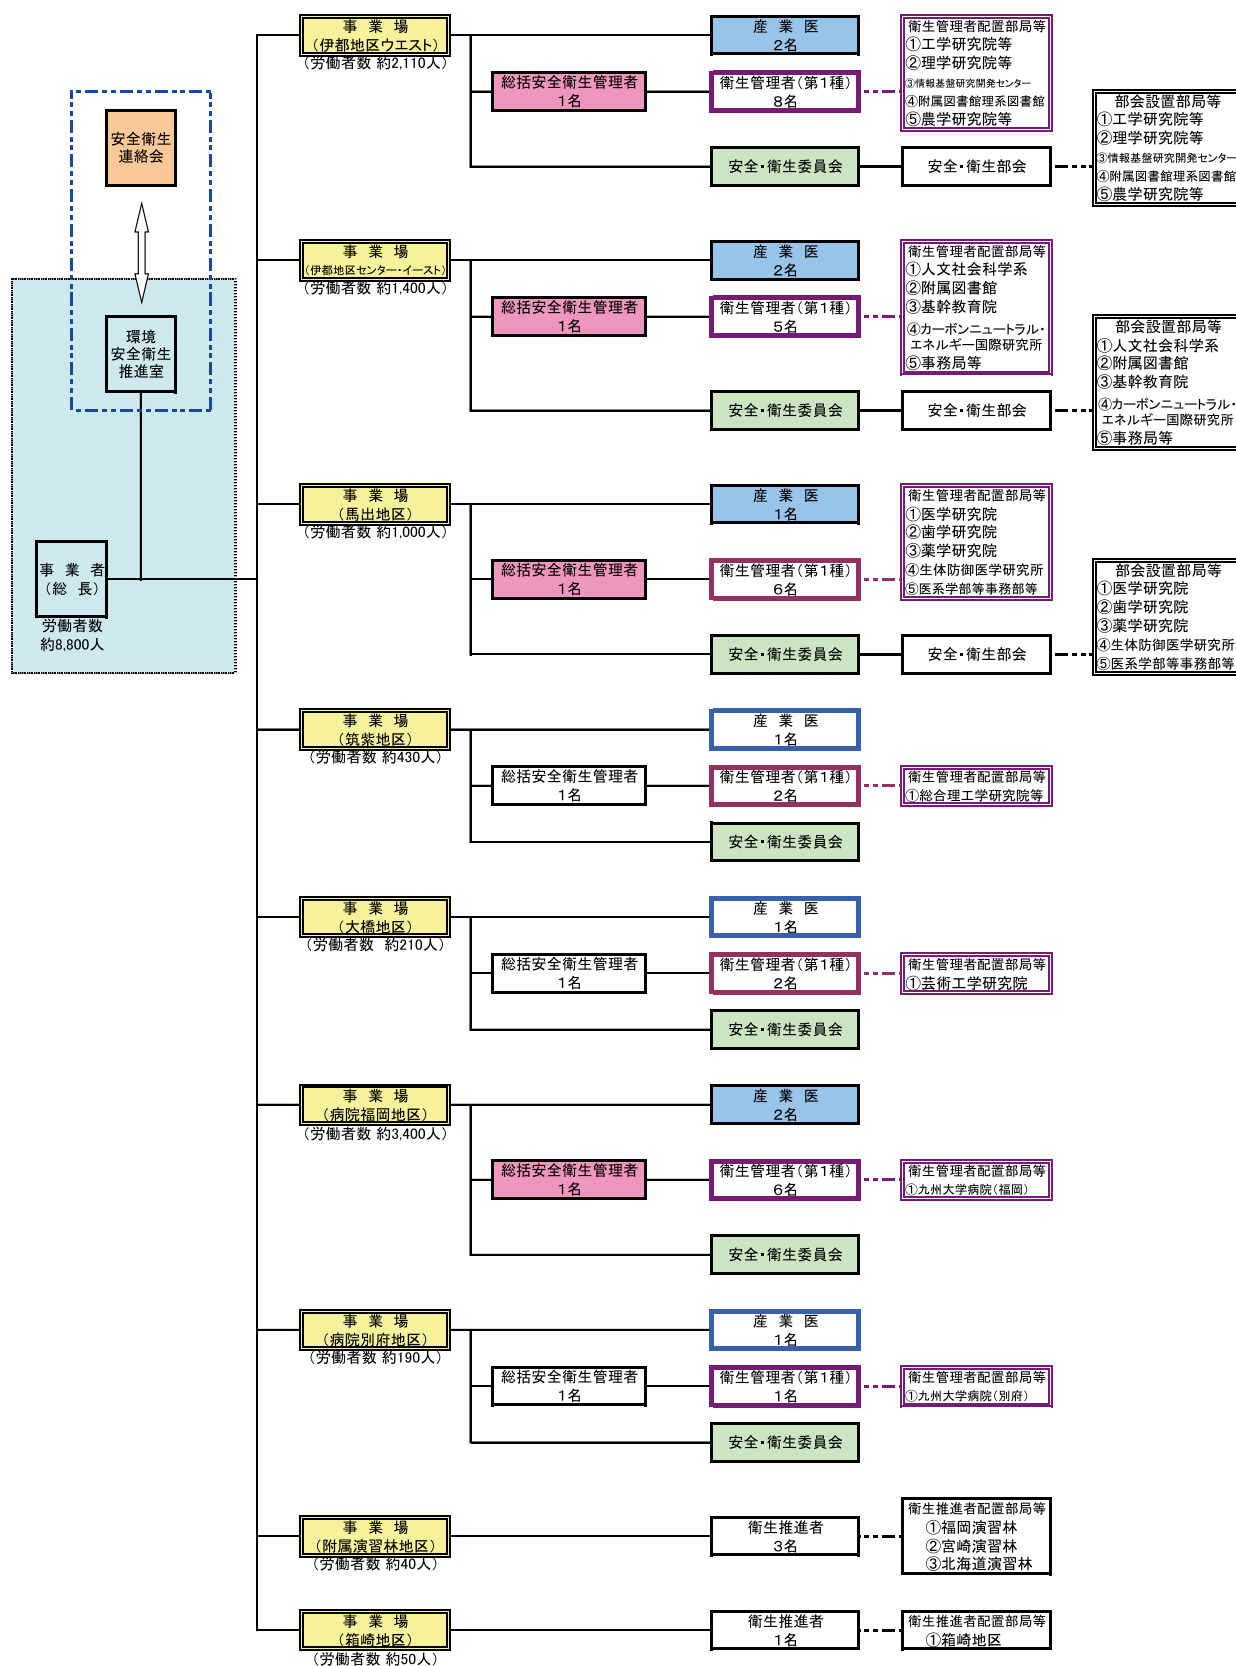 安全衛生
連絡会
環境
安全衛生
推進室
事 業 者
(総 長)
労働者数
約8,800人
事 業 場
(伊都地区ウエスト)
(労働者数 約2,110人)
産 業 医
2名
総括安全衛生管理者
1名
衛生管理者(第1種)
8名
衛生管理者配置部局等
①工学研究院等
②理学研究院等
③情報基盤研究開発センター
④附属図書館理系図書館
⑤農学研究院等
安全・衛生委員会
安全・衛生部会
部会設置部局等
①工学研究院等
②理学研究院等
③情報基盤研究開発センター
④附属図書館理系図書館
⑤農学研究院等
事 業 場
(伊都地区センター・イースト)
(労働者数 約1,400人)
産 業 医
2名
総括安全衛生管理者
1名
衛生管理者(第1種)
5名
衛生管理者配置部局等
①人文社会科学系
②附属図書館
③基幹教育院
④カーボンニュートラル・
エネルギー国際研究所
⑤事務局等
安全・衛生委員会
安全・衛生部会
部会設置部局等
①人文社会科学系
②附属図書館
③基幹教育院
④カーボンニュートラル・
エネルギー国際研究所
⑤事務局等
事 業 場
(馬出地区)
(労働者数 約1,000人)
産 業 医
1名
総括安全衛生管理者
1名
衛生管理者(第1種)
6名
衛生管理者配置部局等
①医学研究院
②歯学研究院
③薬学研究院
④生体防御医学研究所
⑤医系学部等事務部等
安全・衛生委員会
安全・衛生部会
部会設置部局等
①医学研究院
②歯学研究院
③薬学研究院
④生体防御医学研究所
⑤医系学部等事務部等
事 業 場
(筑紫地区)
(労働者数 約430人)
産 業 医
1名
総括安全衛生管理者
1名
衛生管理者(第1種)
2名
衛生管理者配置部局等
①総合理工学研究院等
安全・衛生委員会
事 業 場
(大橋地区)
(労働者数 約210人)
産 業 医
1名
総括安全衛生管理者
1名
衛生管理者(第1種)
2名
衛生管理者配置部局等
①芸術工学研究院
安全・衛生委員会
事 業 場
(病院福岡地区)
(労働者数 約3,400人)
産 業 医
2名
総括安全衛生管理者
1名
衛生管理者(第1種)
6名
衛生管理者配置部局等
①九州大学病院(福岡)
安全・衛生委員会
事 業 場
(病院別府地区)
(労働者数 約190人)
産 業 医
1名
総括安全衛生管理者
1名
衛生管理者(第1種)
1名
衛生管理者配置部局等
①九州大学病院(別府)
安全・衛生委員会
事 業 場
(附属演習林地区)
(労働者数 約40人)
衛生推進者
3名
衛生推進者配置部局等
①福岡演習林
②宮崎演習林
③北海道演習林
事 業 場
(箱崎地区)
(労働者数 約50人)
衛生推進者
1名
衛生推進者配置部局等
①箱崎地区